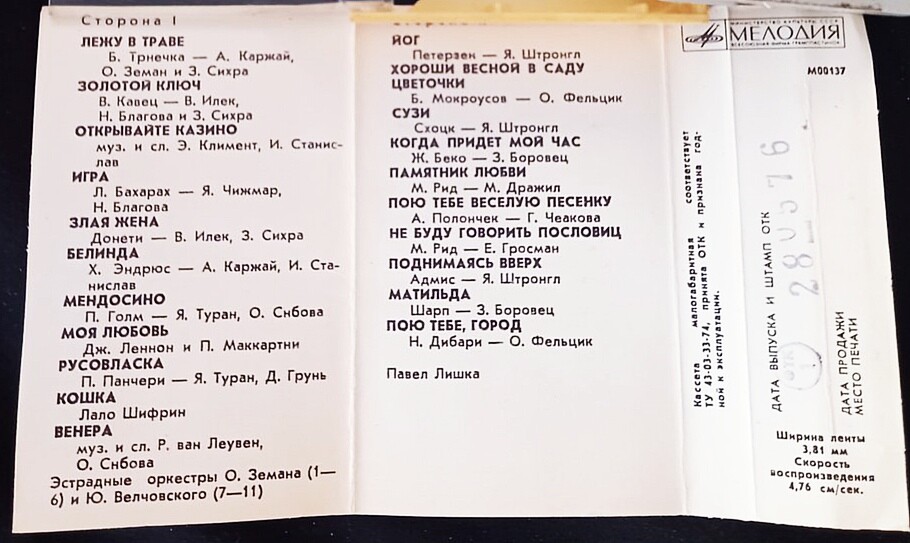 Сторона 1
ЛЕЖУ В ТРАВЕ
Б. Трнечка — А. Каржай,
О. Земан и З. Сихра
ЗОЛОТОЙ КЛЮЧ
В. Кавец — В. Илек,
Н. Благова и З. Сихра
ОТКРЫВАЙТЕ КАЗИНО
муз. и сл. Э. Климент, И. Станис-
лав
ИГРА
Л. Бахарах — Я. Чижмар,
Н. Благова
ЗЛАЯ ЖЕНА
Донети — В. Илек, З. Сихра
БЕЛИНДА
Х. Эндрюс — А. Каржай, И. Ста-
нислав
МЕНДОСИНО
П. Голм — Я. Туран, О. Снбова
МОЯ ЛЮБОВЬ
Дж. Леннон и П. Маккартни
РУСОВЛАСКА
П. Панчери — Я. Туран, Д. Грунь
КОШКА
Лало Шифрин
ВЕНЕРА
муз. и сл. Р. ван Леувен,
О. Снбова
Эстрадные оркестры О. Земана (1—
6) и Ю. Велчовского (7—11)
ЙОГ
Петерзен — Я. Штронгл
ХОРОШИ ВЕСНОЙ В САДУ
ЦВЕТОЧКИ
Б. Мокроусов — О. Фельцик
СУЗИ
Схоцк — Я. Штронгл
КОГДА ПРИДЕТ МОЙ ЧАС
Ж. Беко — З. Боровец
ПАМЯТНИК ЛЮБВИ
М. Рид — М. Дражил
ПОЮ ТЕБЕ ВЕСЕЛУЮ ПЕСЕНКУ
А. Полончек — Г. Чеакова
НЕ БУДУ ГОВОРИТЬ ПОСЛОВИЦ
М. Рид — Е. Гросман
ПОДНИМАЯСЬ ВВЕРХ
Адмис — Я. Штронгл
МАТИЛЬДА
Шарп — З. Боровец
ПОЮ ТЕБЕ, ГОРОД
Н. Дибари — О. Фельцик
Павел Лишка
МИНИСТЕРСТВО КУЛЬТУРЫ СССР
МЕЛОДИЯ
ВСЕСОЮЗНАЯ ФИРМА ГРАМПЛАСТИНОК
М00137
Кассета малогабаритная соответствует
ТУ 43-03-33-74, принята ОТК и признана год-
ной к эксплуатации.
ДАТА ВЫПУСКА И ШТАМП ОТК
ДАТА ПРОДАЖИ
МЕСТО ПЕЧАТИ
Ширина ленты
3,81 мм
Скорость
воспроизведения
4,76 см/сек.